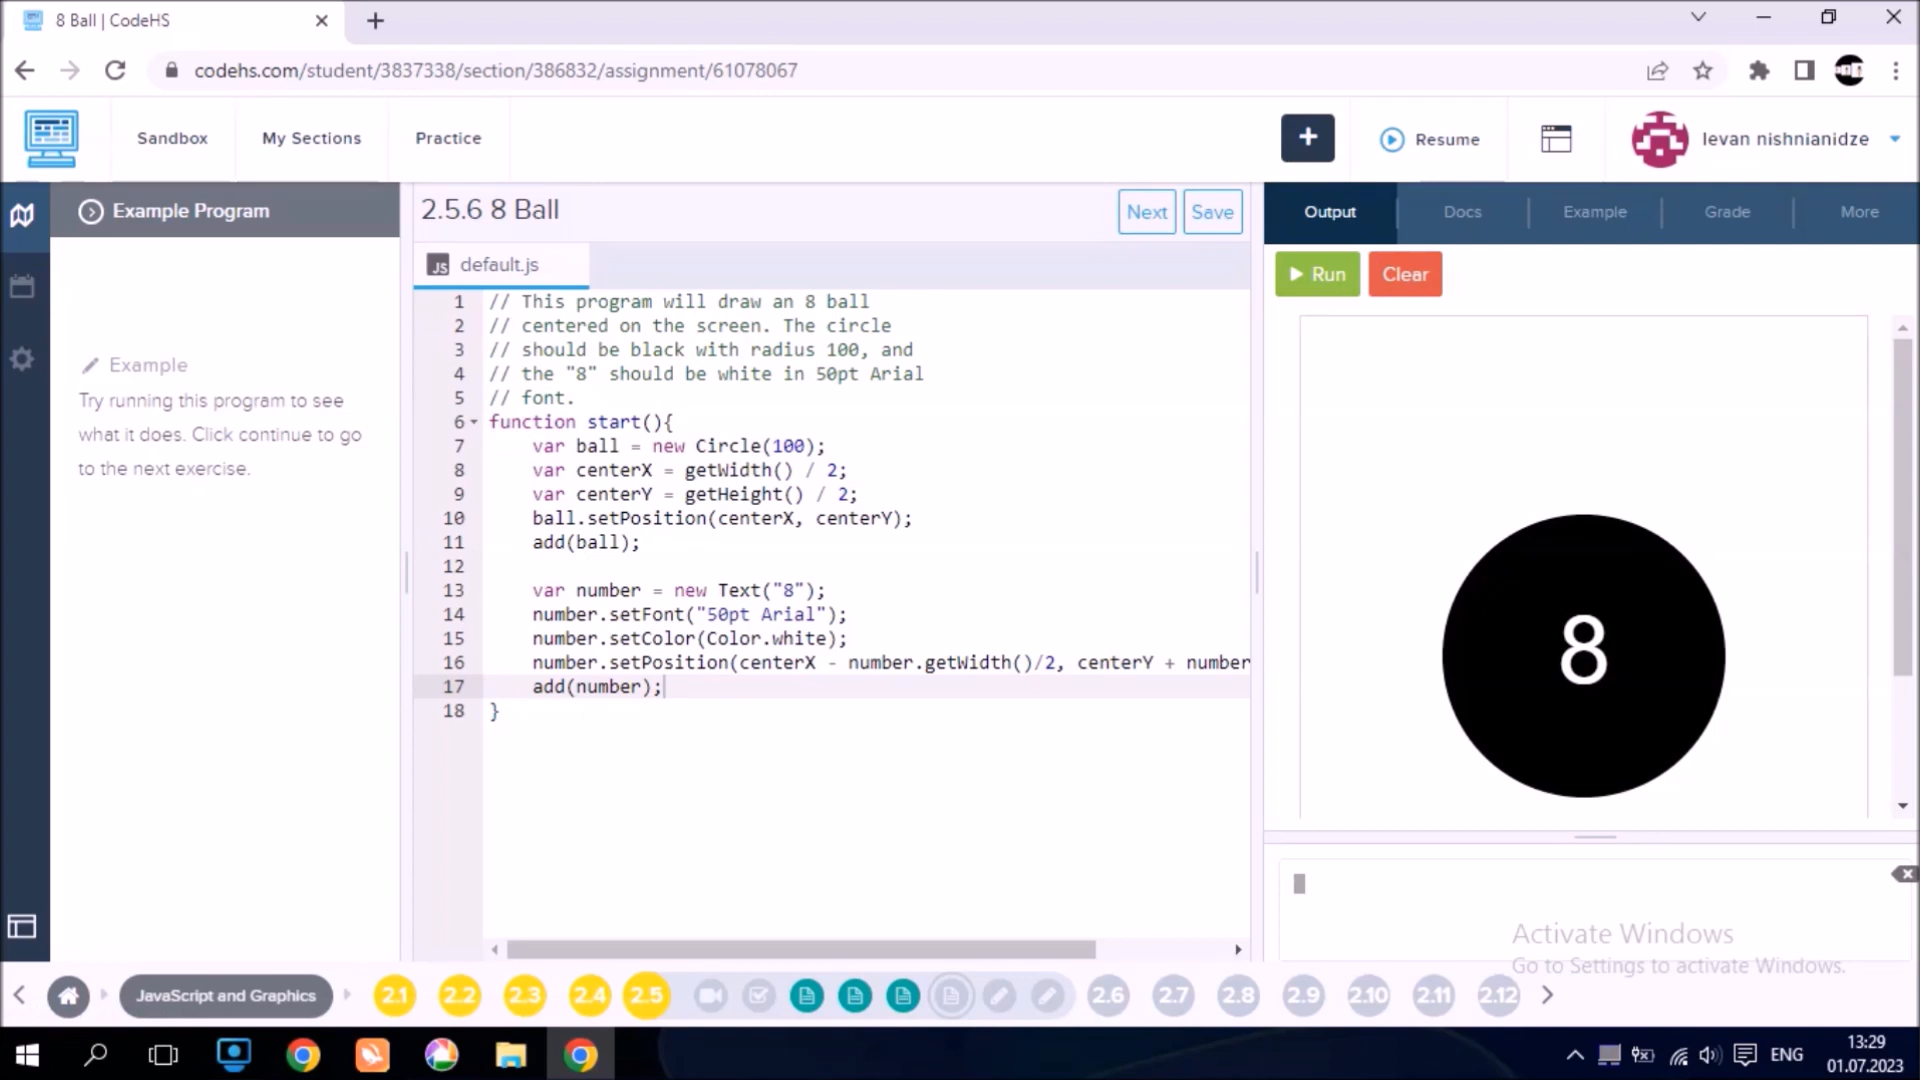 8 Ball | CodeHS
codehs.com/student/3837338/section/386832/assignment/61078067
Sandbox
My Sections
Practice
+
Resume
levan nishnianidze
Example Program
2.5.6 8 Ball
Next
Save
Output
Docs
Example
Grade
More
JS default.js
Run
Clear
Example
Try running this program to see
what it does. Click continue to go
to the next exercise.
1 // This program will draw an 8 ball
2 // centered on the screen. The circle
3 // should be black with radius 100, and
4 // the "8" should be white in 50pt Arial
5 // font.
6 function start(){
7 var ball = new Circle(100);
8 var centerX = getWidth() / 2;
9 var centerY = getHeight() / 2;
10 ball.setPosition(centerX, centerY);
11 add(ball);
12
13 var number = new Text("8");
14 number.setFont("50pt Arial");
15 number.setColor(Color.white);
16 number.setPosition(centerX - number.getWidth()/2, centerY + number
17 add(number);
18 }
8
Activate Windows
Go to Settings to activate Windows.
JavaScript and Graphics
2.1
2.2
2.3
2.4
2.5
2.6
2.7
2.8
2.9
2.10
2.11
2.12
ENG
13:29
01.07.2023